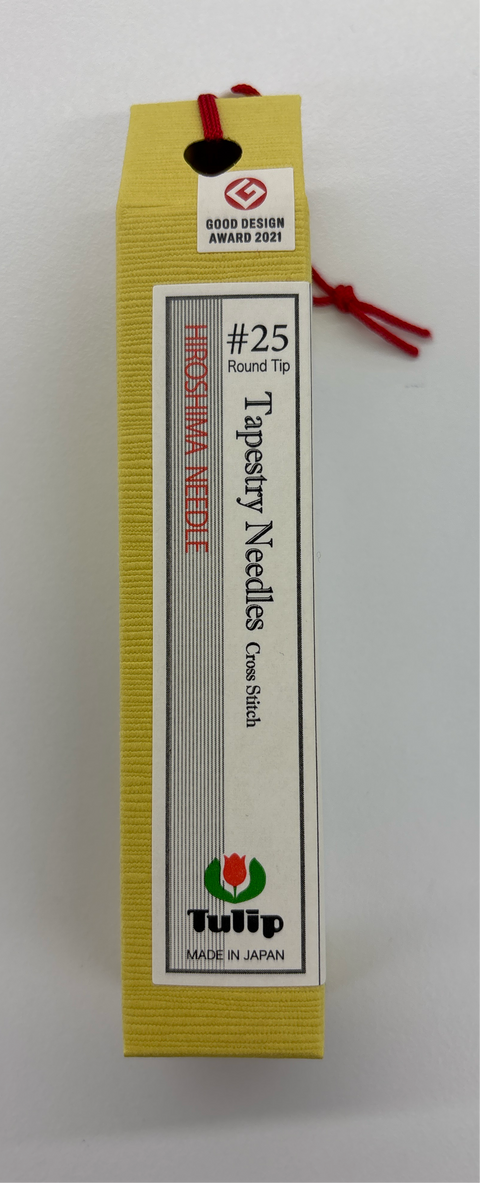 GOOD DESIGN
AWARD 2021
#25
Round Tip
HIROSHIMA NEEDLE
Tapestry Needles Cross Stitch
Tulip
MADE IN JAPAN